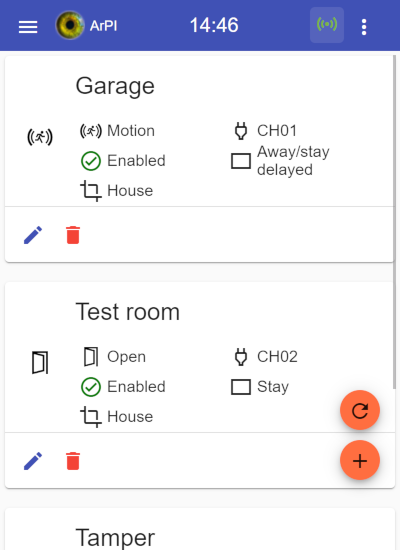 ArPI
14:46
Garage
Motion
CH01
Enabled
Away/stay
delayed
House
Test room
Open
CH02
Enabled
Stay
House
Tamper